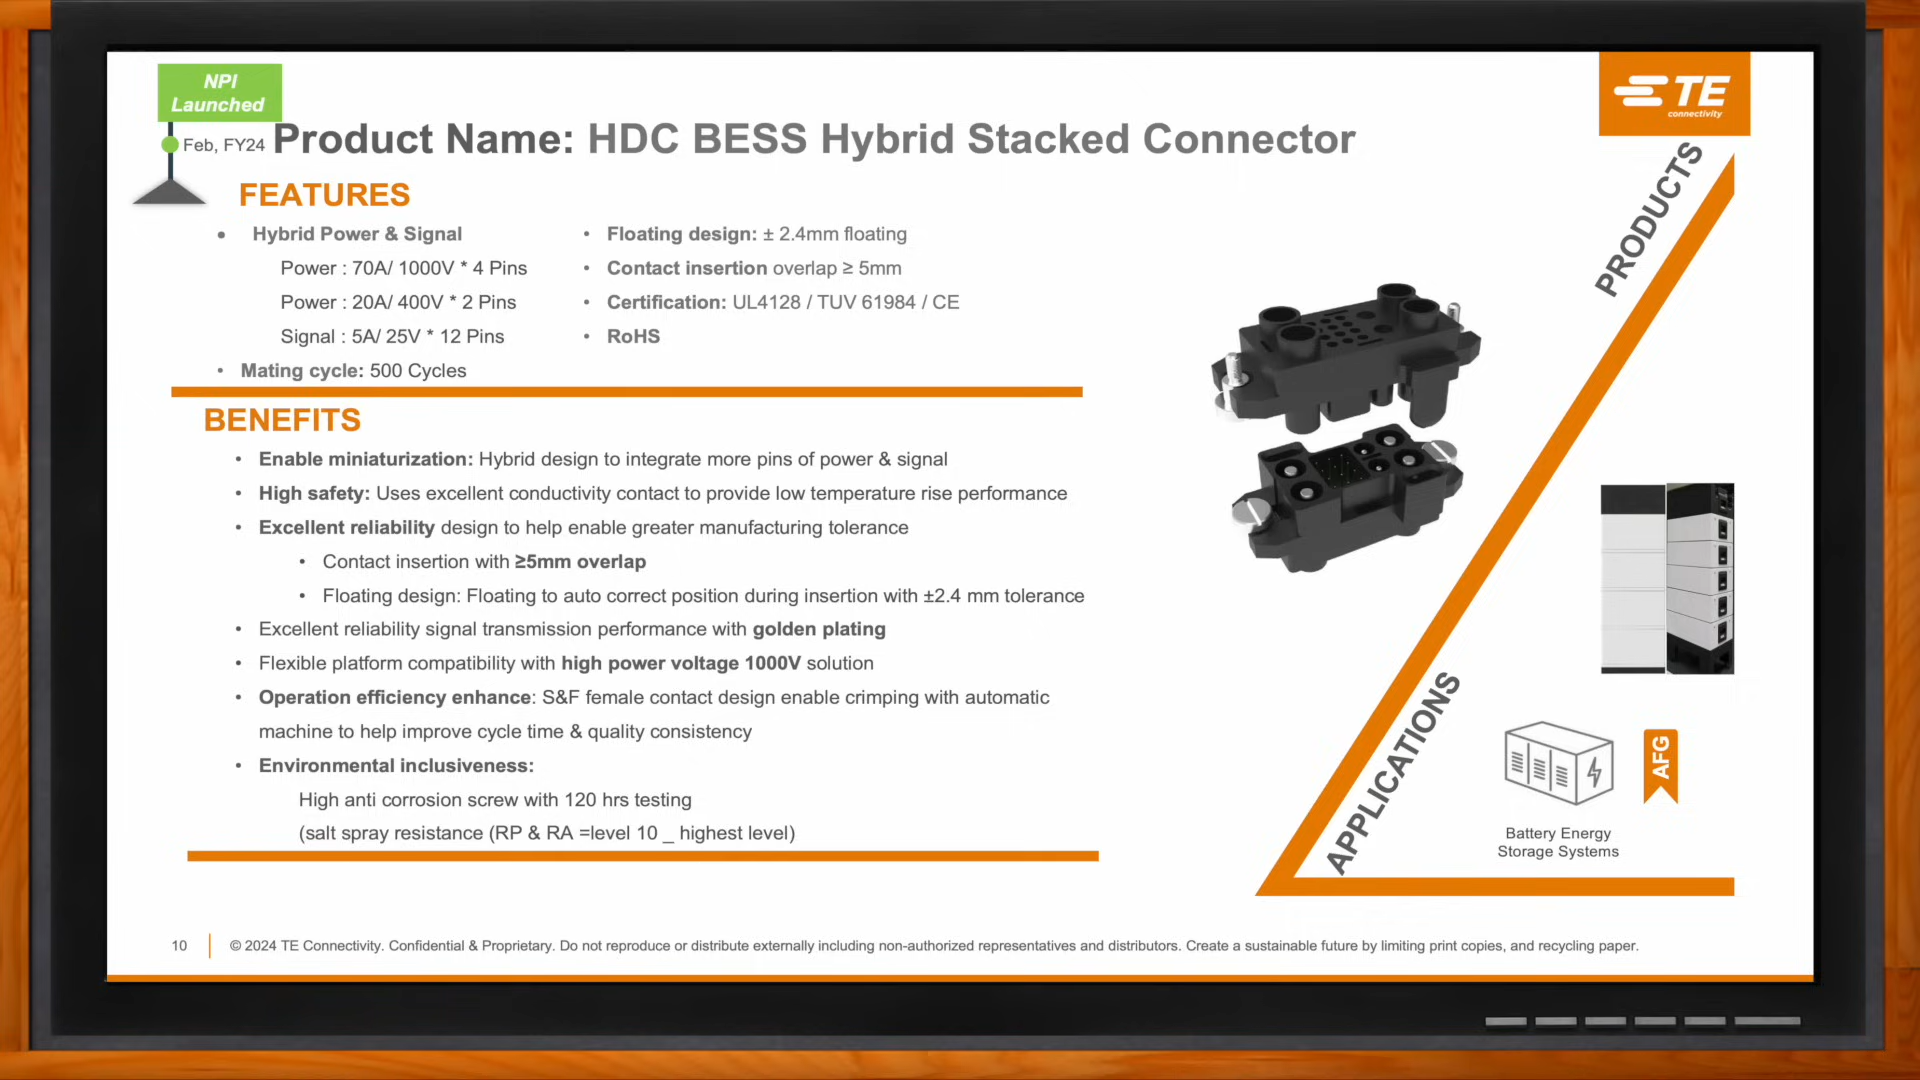 NPI
Launched
Feb, FY24
Product Name: HDC BESS Hybrid Stacked Connector
TE
connectivity
FEATURES
• Hybrid Power & Signal
Power : 70A/ 1000V * 4 Pins
Power : 20A/ 400V * 2 Pins
Signal : 5A/ 25V * 12 Pins
• Mating cycle: 500 Cycles
• Floating design: ± 2.4mm floating
• Contact insertion overlap ≥ 5mm
• Certification: UL4128 / TUV 61984 / CE
• RoHS
BENEFITS
• Enable miniaturization: Hybrid design to integrate more pins of power & signal
• High safety: Uses excellent conductivity contact to provide low temperature rise performance
• Excellent reliability design to help enable greater manufacturing tolerance
• Contact insertion with ≥5mm overlap
• Floating design: Floating to auto correct position during insertion with ±2.4 mm tolerance
• Excellent reliability signal transmission performance with golden plating
• Flexible platform compatibility with high power voltage 1000V solution
• Operation efficiency enhance: S&F female contact design enable crimping with automatic
machine to help improve cycle time & quality consistency
• Environmental inclusiveness:
High anti corrosion screw with 120 hrs testing
(salt spray resistance (RP & RA =level 10 _ highest level)
PRODUCTS
APPLICATIONS
AFG
Battery Energy
Storage Systems
10
© 2024 TE Connectivity. Confidential & Proprietary. Do not reproduce or distribute externally including non-authorized representatives and distributors. Create a sustainable future by limiting print copies, and recycling paper.